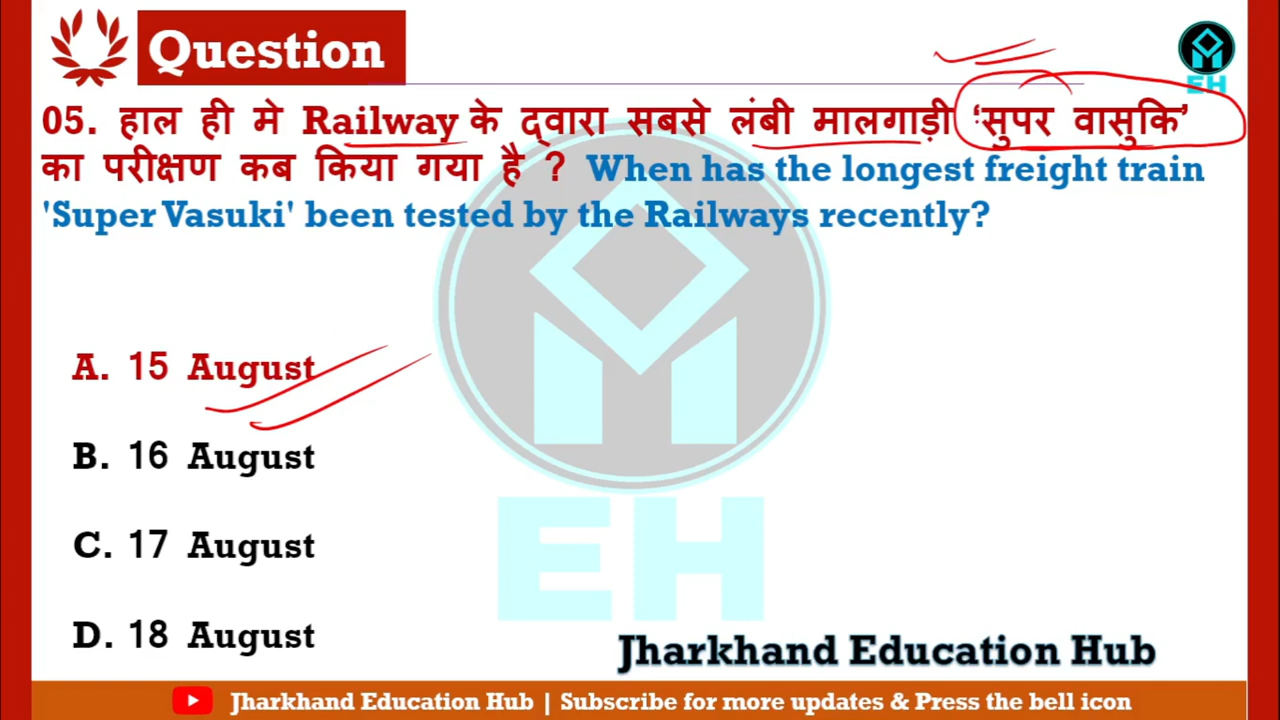 Question
EH
05. हाल ही मे Railway के द्वारा सबसे लंबी मालगाड़ी ‘सुपर वासुकि’
का परीक्षण कब किया गया है ? When has the longest freight train
'Super Vasuki' been tested by the Railways recently?
A. 15 August
B. 16 August
C. 17 August
D. 18 August
EH
Jharkhand Education Hub
Jharkhand Education Hub | Subscribe for more updates & Press the bell icon